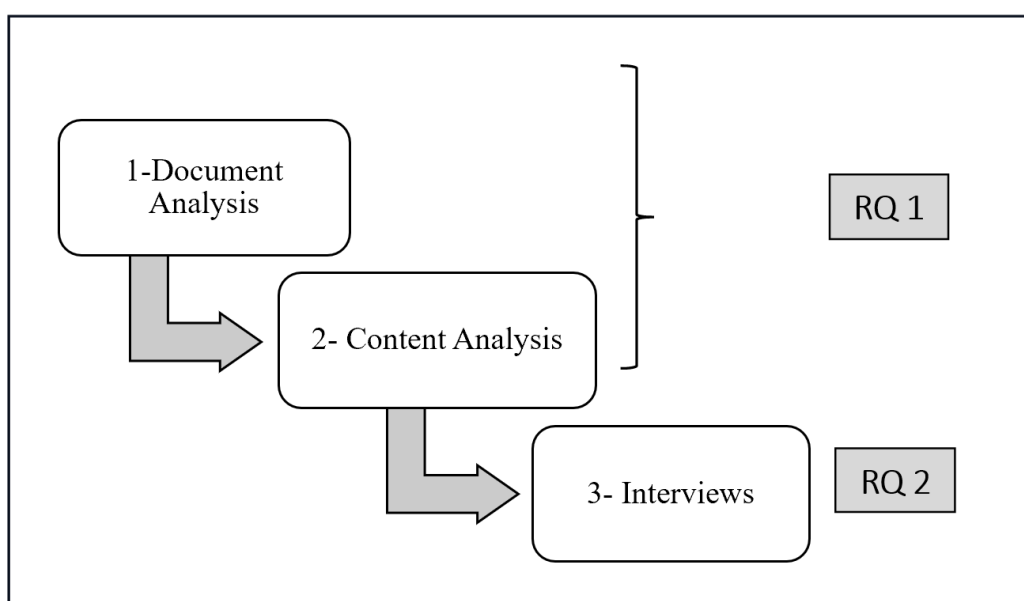 1-Document
Analysis
RQ 1
2- Content Analysis
3- Interviews
RQ 2